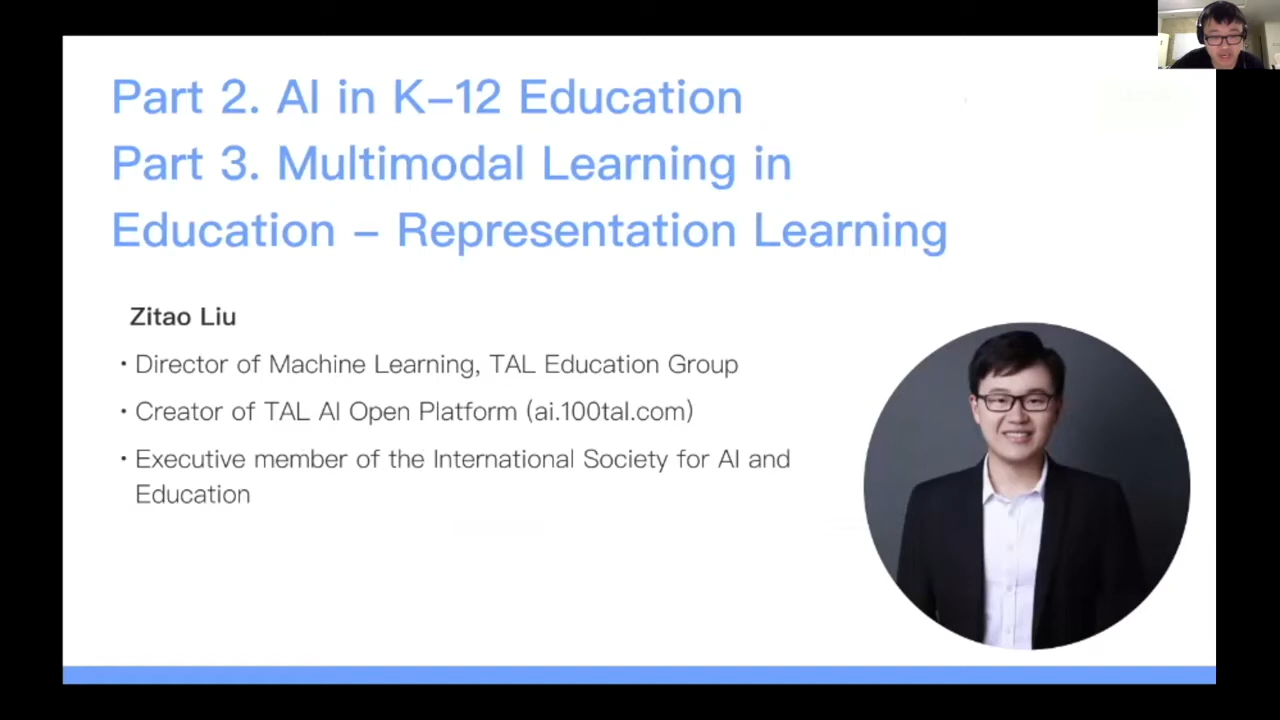 Part 2. AI in K–12 Education
Part 3. Multimodal Learning in
Education – Representation Learning
Zitao Liu
· Director of Machine Learning, TAL Education Group
· Creator of TAL AI Open Platform (ai.100tal.com)
· Executive member of the International Society for AI and
Education